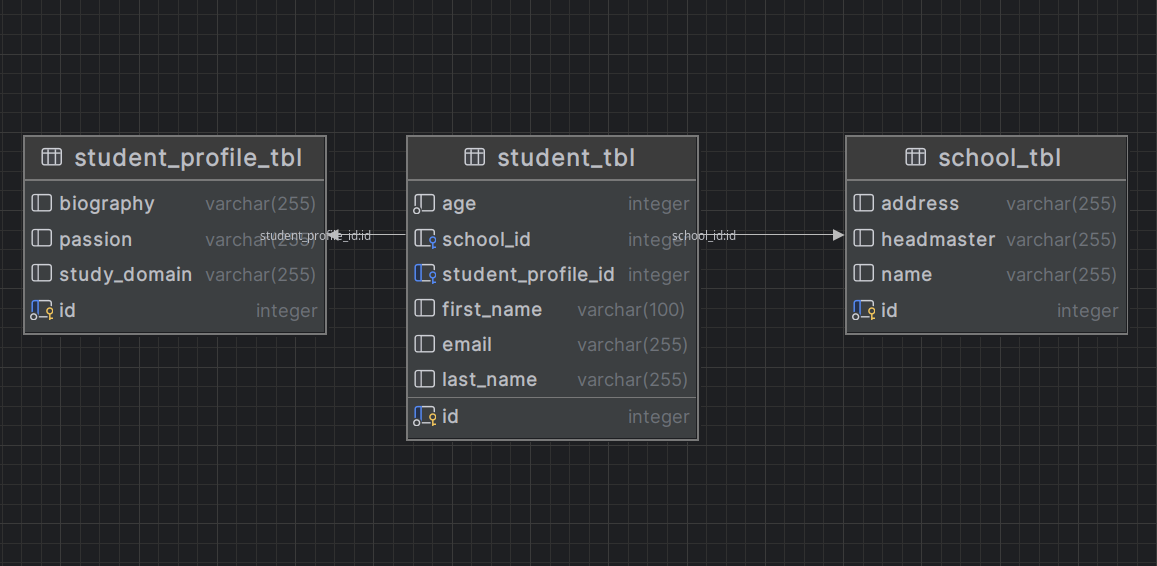 student_profile_tbl
biography varchar(255)
passion varchar(255)
study_domain varchar(255)
id integer
student_profile_id:id
student_tbl
age integer
school_id integer
student_profile_id integer
first_name varchar(100)
email varchar(255)
last_name varchar(255)
id integer
school_id:id
school_tbl
address varchar(255)
headmaster varchar(255)
name varchar(255)
id integer